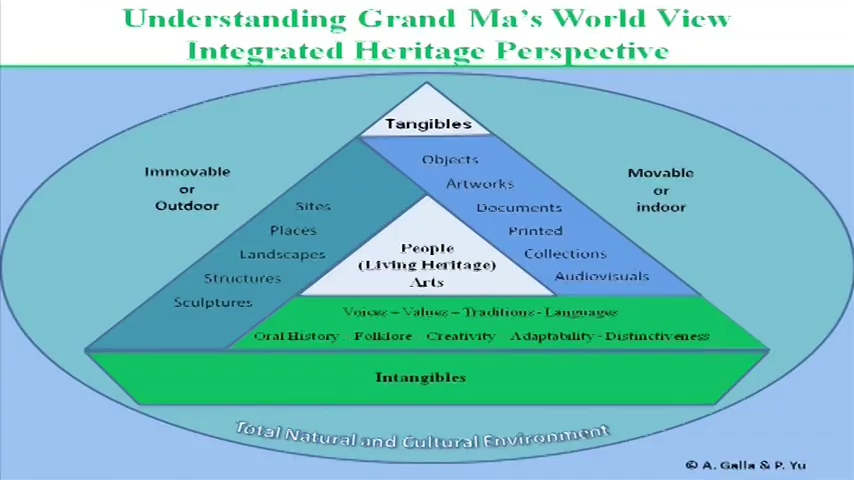 Understanding Grand Ma's World View
Integrated Heritage Perspective
Tangibles
Immovable
or
Outdoor
Movable
or
indoor
Objects
Artworks
Documents
Printed
Collections
Audiovisuals
Sites
Places
Landscapes
Structures
Sculptures
People
(Living Heritage)
Arts
Voices – Values – Traditions - Languages
Oral History Folklore Creativity Adaptability - Distinctiveness
Intangibles
Total Natural and Cultural Environment
© A. Galla & P. Yu